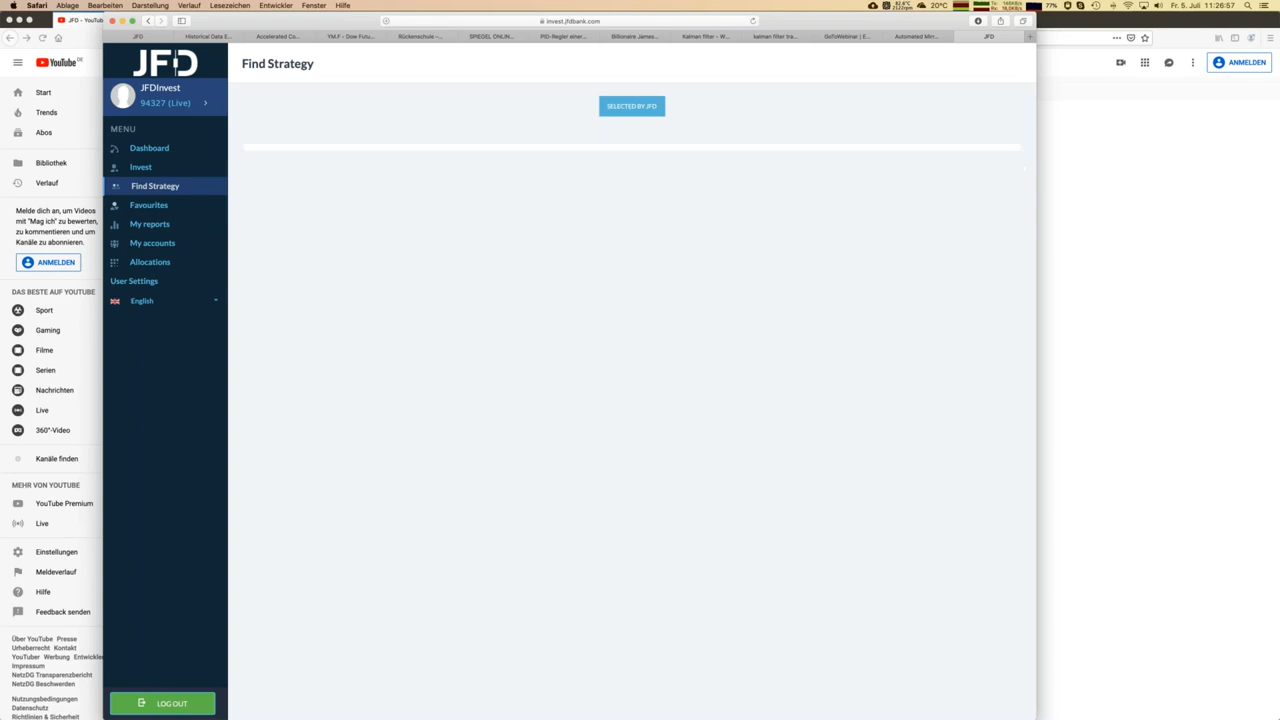 Safari Ablage Bearbeiten Darstellung Verlauf Lesezeichen Entwickler Fenster Hilfe
20°C
77%
Fr. 5. Juli 11:26:57
JFD - YouTub
invest.jfdbank.com
JFD
Historical Data E...
Accelerated Ca...
YM.F - Dow Futu...
Rückenschule –...
SPIEGEL ONLIN...
PID-Regler einer...
Billionaire James...
Kalman filter - W...
kalman filter tra...
GoToWebinar | E...
Automated Mirr...
JFD
YouTube DE
ANMELDEN
Start
Trends
Abos
Bibliothek
Verlauf
Melde dich an, um Videos
mit "Mag ich" zu bewerten,
zu kommentieren und um
Kanäle zu abonnieren.
ANMELDEN
DAS BESTE AUF YOUTUBE
Sport
Gaming
Filme
Serien
Nachrichten
Live
360°-Video
Kanäle finden
MEHR VON YOUTUBE
YouTube Premium
Live
Einstellungen
Meldeverlauf
Hilfe
Feedback senden
Über YouTube Presse
Urheberrecht Kontakt
YouTuber Werbung Entwickler
Impressum
NetzDG Transparenzbericht
NetzDG Beschwerden
Nutzungsbedingungen
Datenschutz
Richtlinien & Sicherheit
JFD
JFDInvest
94327 (Live)
MENU
Dashboard
Invest
Find Strategy
Favourites
My reports
My accounts
Allocations
User Settings
English
LOG OUT
Find Strategy
SELECTED BY JFD